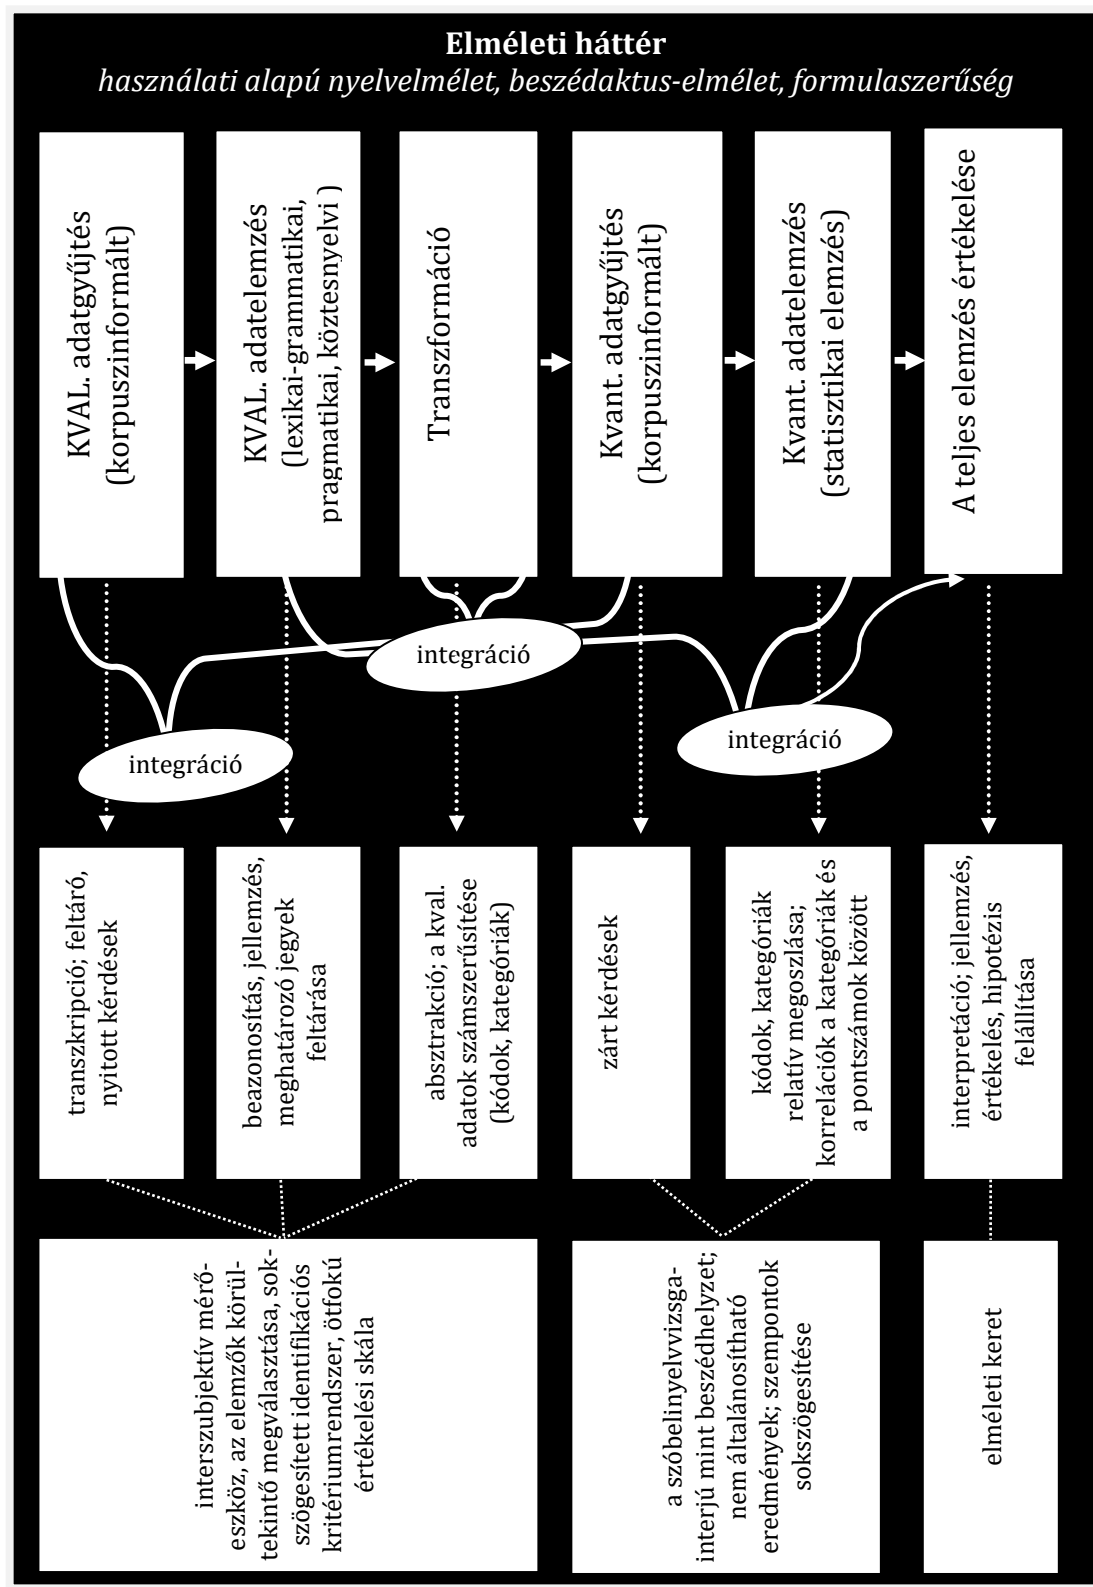 Elméleti háttér
használati alapú nyelvelmélet, beszédaktus-elmélet, formulaszerűség
KVAL. adatgyűjtés
(korpuszinformált)
KVAL. adatelemzés
(lexikai-grammatikai,
pragmatikai, köztesnyelvi )
Transzformáció
Kvant. adatgyűjtés
(korpuszinformált)
Kvant. adatelemzés
(statisztikai elemzés)
A teljes elemzés értékelése
integráció
integráció
integráció
transzkripció; feltáró,
nyitott kérdések
beazonosítás, jellemzés,
meghatározó jegyek
feltárása
absztrakció; a kval.
adatok számszerűsítése
(kódok, kategóriák)
zárt kérdések
kódok, kategóriák
relatív megoszlása;
korrelációk a kategóriák és
a pontszámok között
interpretáció; jellemzés,
értékelés, hipotézis
felállítása
interszubjektív mérő-
eszköz, az elemzők körül-
tekintő megválasztása, sok-
szögesített identifikációs
kritériumrendszer, ötfokú
értékelési skála
a szóbelinyelvvizsga-
interjú mint beszédhelyzet;
nem általánosítható
eredmények; szempontok
sokszögesítése
elméleti keret